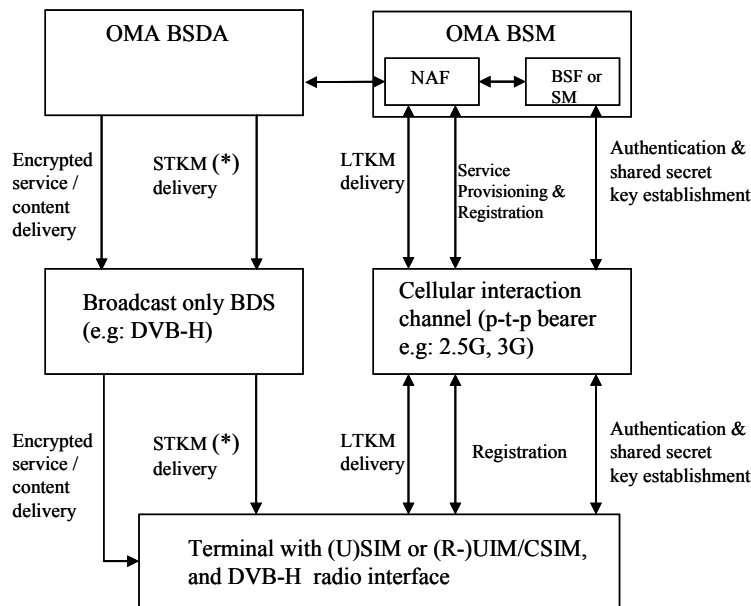 OMA BSDA
OMA BSM
NAF
BSF or
SM
Encrypted
service /
content
delivery
STKM (*)
delivery
LTKM
delivery
Service
Provisioning &
Registration
Authentication &
shared secret
key establishment
Broadcast only BDS
(e.g: DVB-H)
Cellular interaction
channel (p-t-p bearer
e.g: 2.5G, 3G)
Encrypted
service /
content
delivery
STKM (*)
delivery
LTKM
delivery
Registration
Authentication &
shared secret
key establishment
Terminal with (U)SIM or (R-)UIM/CSIM,
and DVB-H radio interface